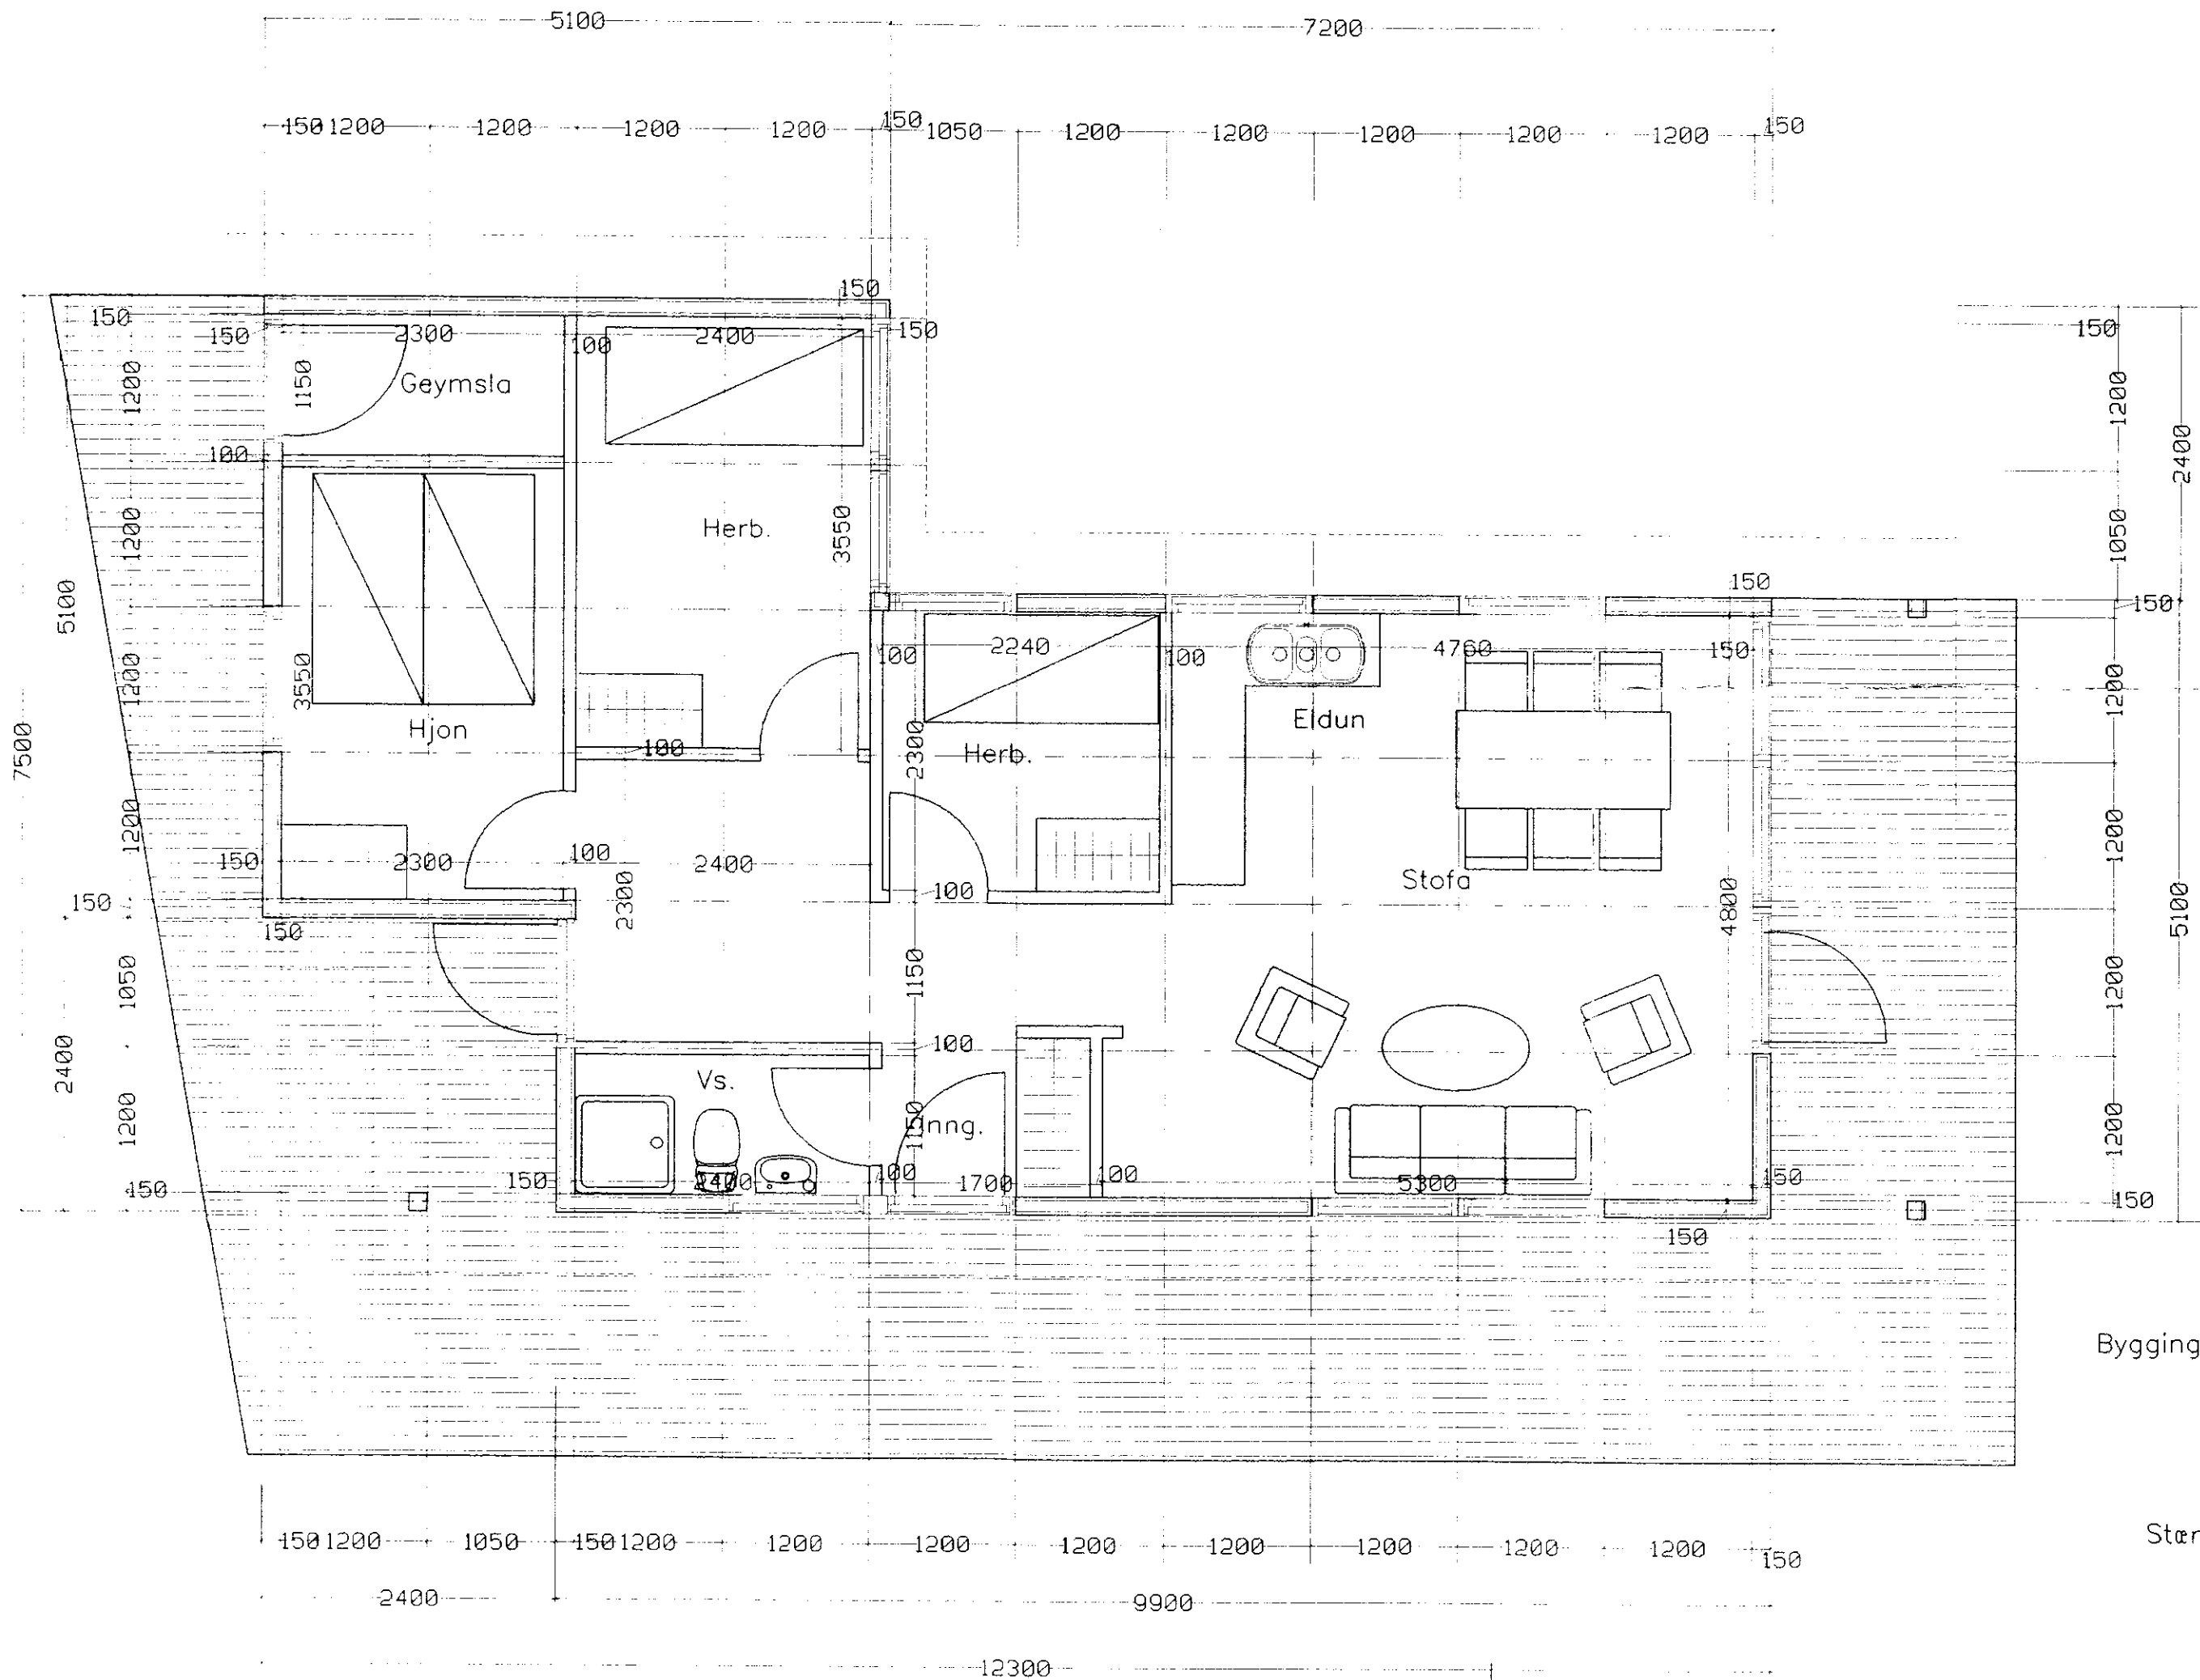 5100 7200
150 1200 1200 1200 1200 150 1050 1200 1200 1200 1200 1200 150
150
150 150 2300 100 2400 150 150
1200 1150 Geymsla 1200 2400
100
1200 Herb. 3550 1050
5100 150 150
100 2240 100 4760 150
7500 1200 3550 Hjon 100 2300 Herb. Eldun 1200
1200 150 2300 100 2400 1200
150 2300 100 Stofa 4800 5100
150
1050 1150 1200
2400 100
Vs.
1200 1150 Inng. 1200
150 150 2400 100 1700 100 5300 150 150
150
Bygging
Stær
150 1200 1050 150 1200 1200 1200 1200 1200 1200 1200 1200 150
2400 9900
12300